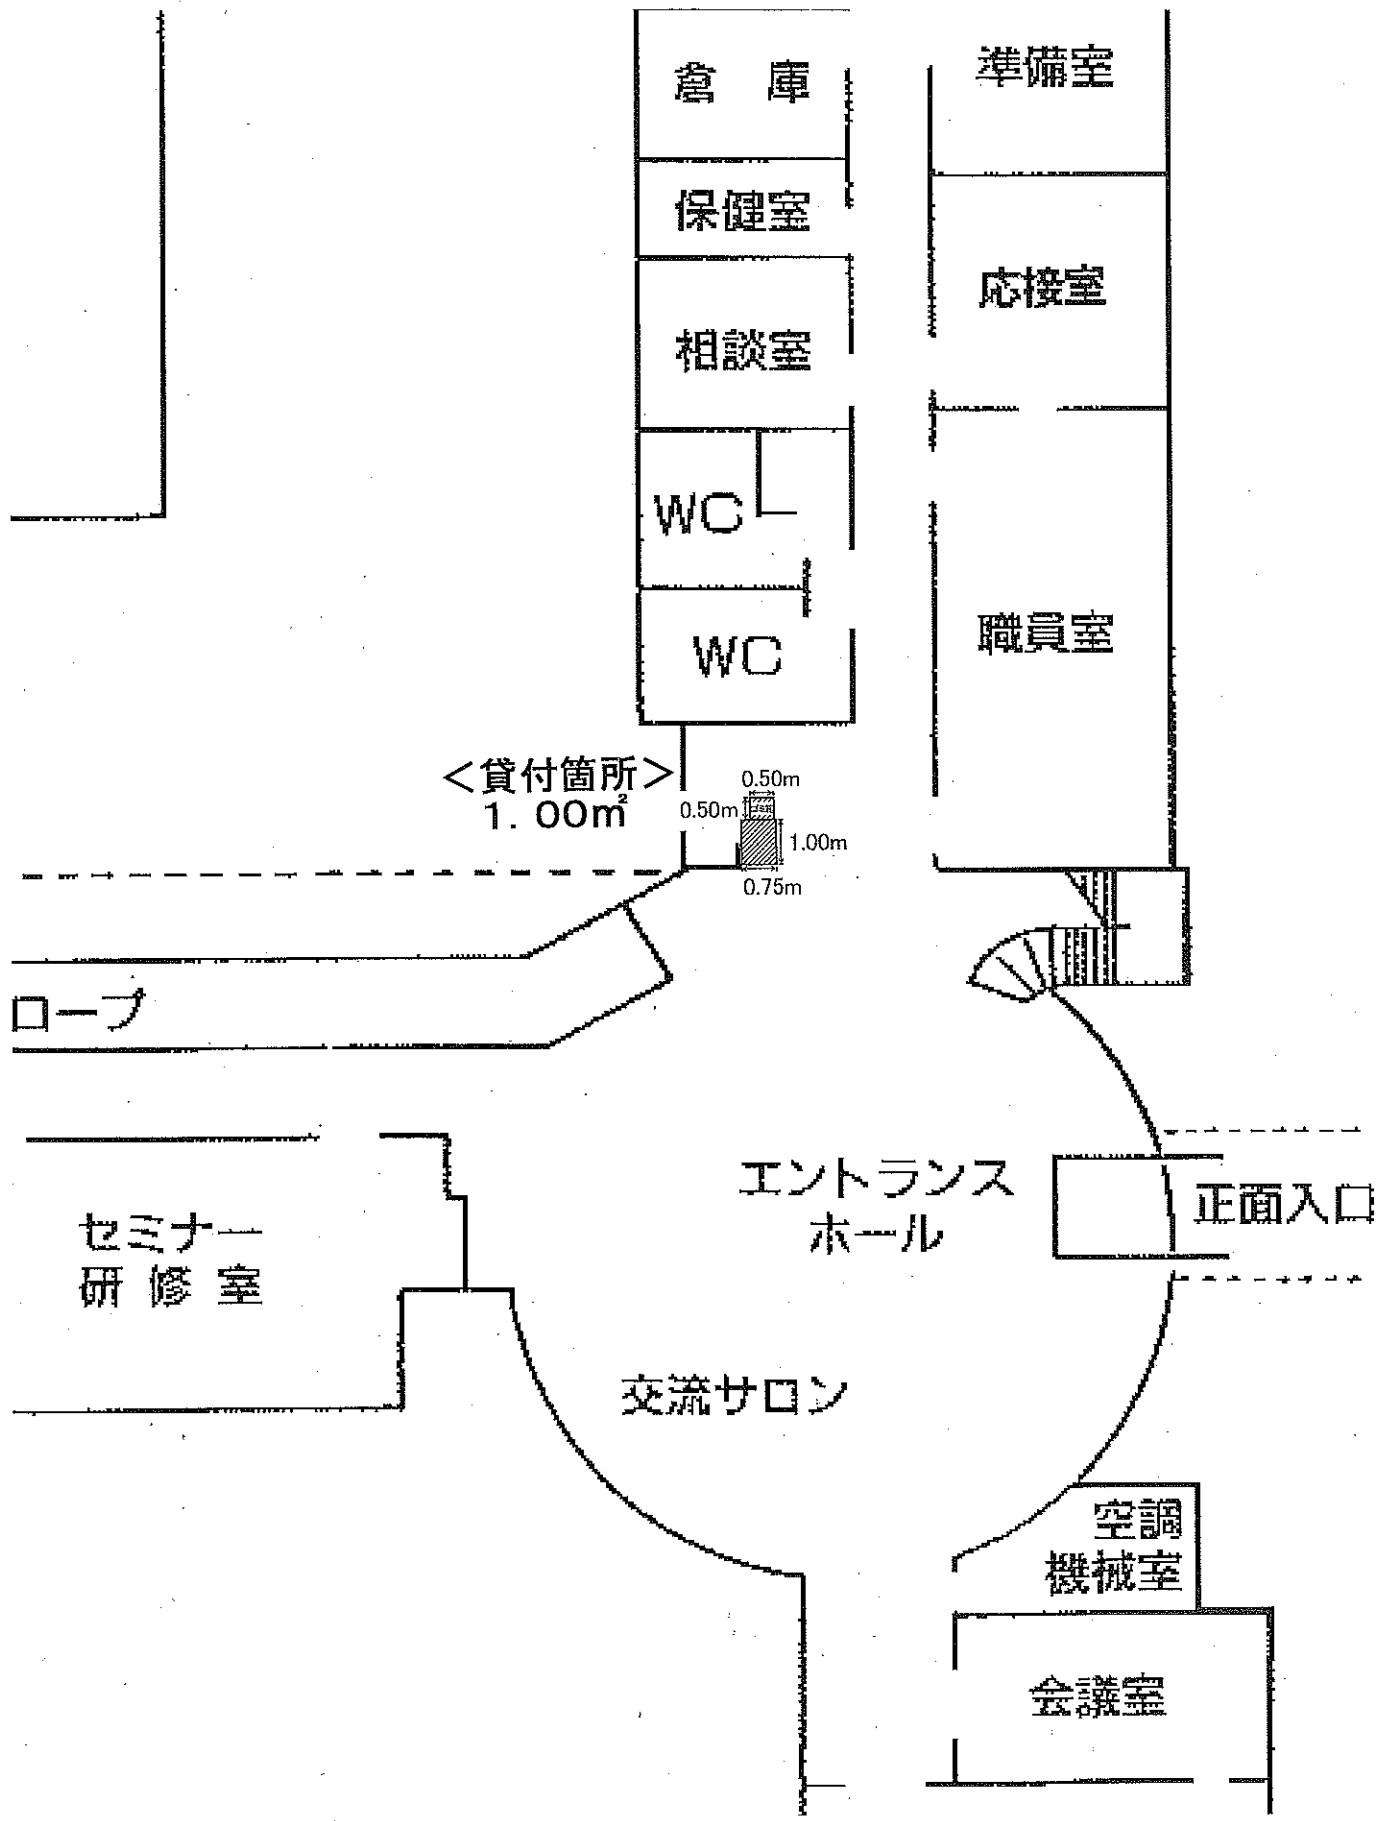 倉 庫
準備室
保健室
応接室
相談室
WC
職員室
WC
＜貸付箇所＞
1．00㎡
0.50m
0.50m
1.00m
0.75m
ロープ
エントランス
ホール
正面入口
セミナー
研 修 室
交流サロン
空調
機械室
会議室